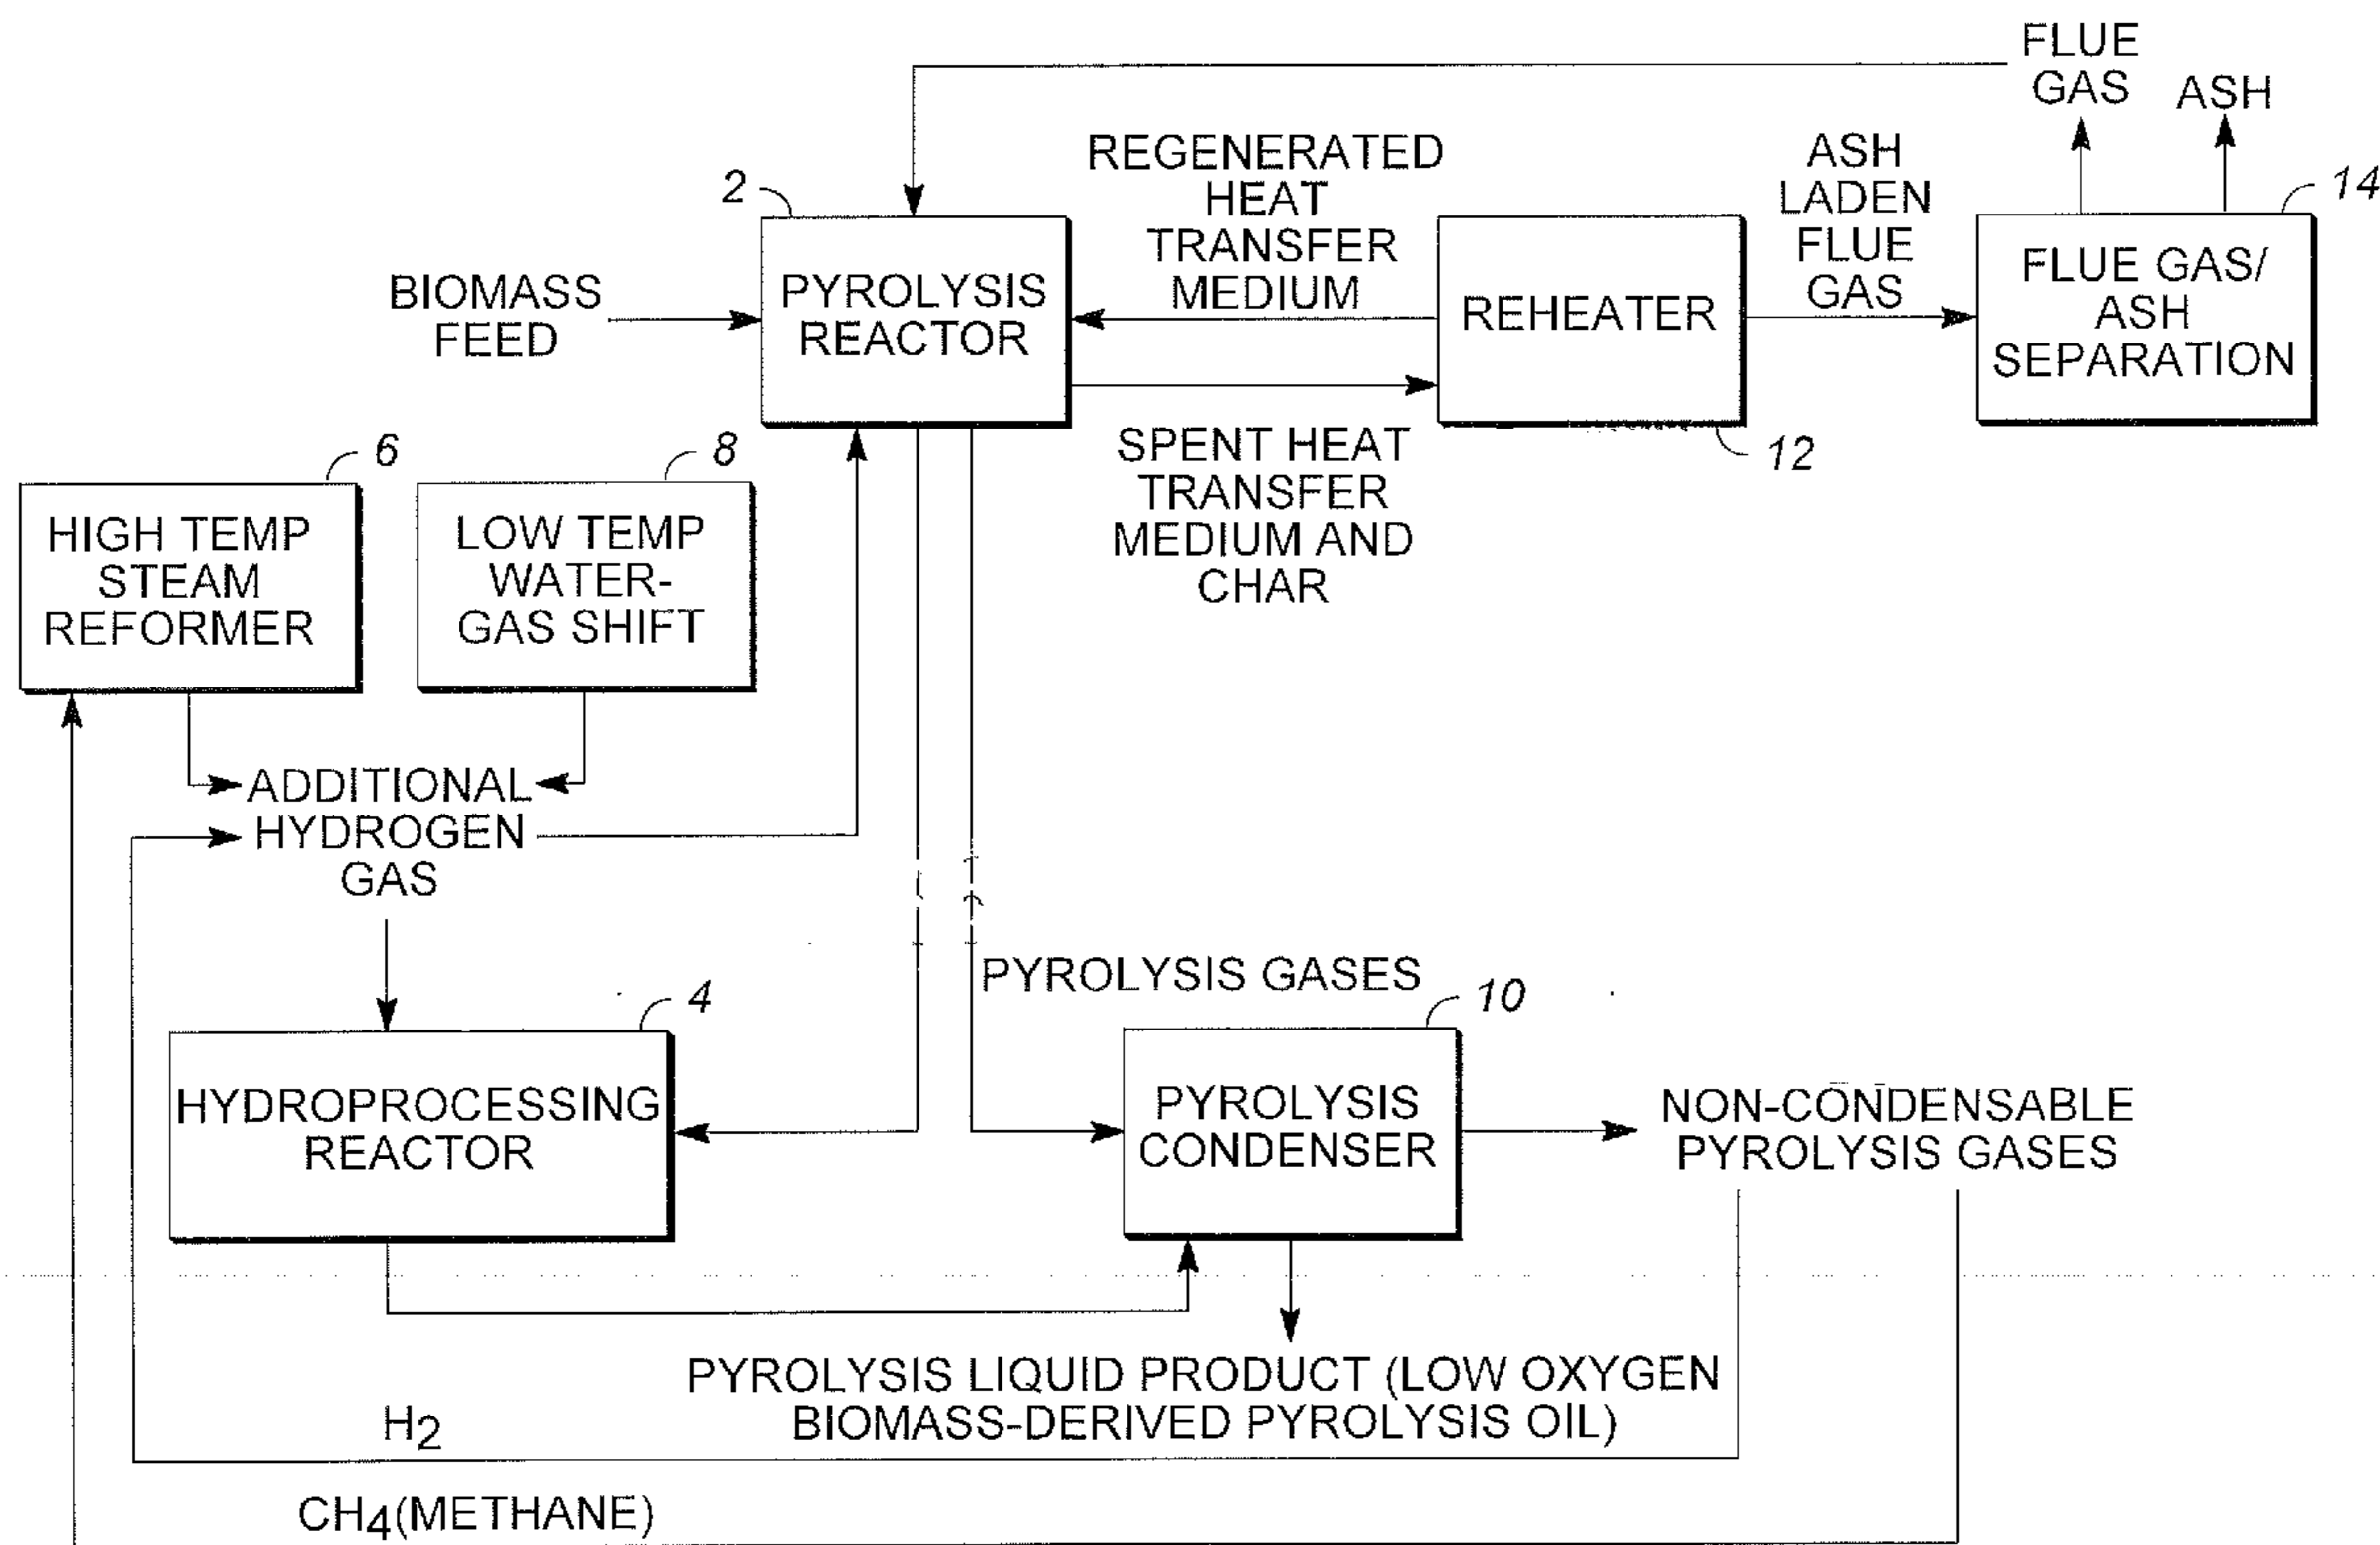 FLUE
GAS
ASH
REGENERATED
HEAT
TRANSFER
MEDIUM
ASH
LADEN
FLUE
GAS
2
14
BIOMASS
FEED
PYROLYSIS
REACTOR
REHEATER
FLUE GAS/
ASH
SEPARATION
12
SPENT HEAT
TRANSFER
MEDIUM AND
CHAR
6
8
HIGH TEMP
STEAM
REFORMER
LOW TEMP
WATER-
GAS SHIFT
ADDITIONAL
HYDROGEN
GAS
PYROLYSIS GASES
4
10
HYDROPROCESSING
REACTOR
PYROLYSIS
CONDENSER
NON-CONDENSABLE
PYROLYSIS GASES
PYROLYSIS LIQUID PRODUCT (LOW OXYGEN
BIOMASS-DERIVED PYROLYSIS OIL)
H2
CH4(METHANE)